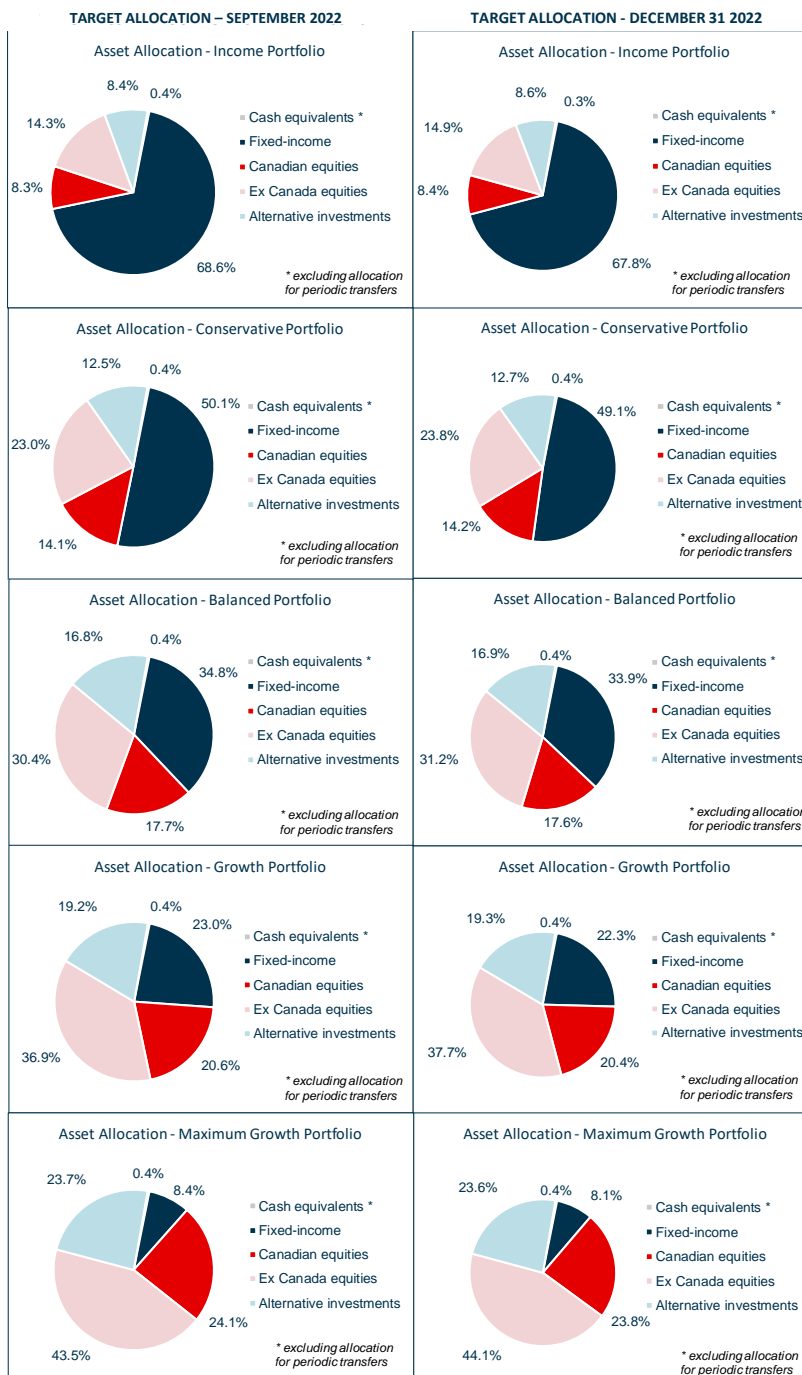 TARGET ALLOCATION – SEPTEMBER 2022
TARGET ALLOCATION - DECEMBER 31 2022
Asset Allocation - Income Portfolio
8.4%
0.4%
14.3%
8.3%
68.6%
Cash equivalents *
Fixed-income
Canadian equities
Ex Canada equities
Alternative investments
* excluding allocation
for periodic transfers
Asset Allocation - Income Portfolio
8.6%
0.3%
14.9%
8.4%
67.8%
Cash equivalents *
Fixed-income
Canadian equities
Ex Canada equities
Alternative investments
* excluding allocation
for periodic transfers
Asset Allocation - Conservative Portfolio
12.5%
0.4%
50.1%
23.0%
14.1%
Cash equivalents *
Fixed-income
Canadian equities
Ex Canada equities
Alternative investments
* excluding allocation
for periodic transfers
Asset Allocation - Conservative Portfolio
12.7%
0.4%
49.1%
23.8%
14.2%
Cash equivalents *
Fixed-income
Canadian equities
Ex Canada equities
Alternative investment
* excluding allocation
for periodic transfers
Asset Allocation - Balanced Portfolio
16.8%
0.4%
34.8%
30.4%
17.7%
Cash equivalents *
Fixed-income
Canadian equities
Ex Canada equities
Alternative investments
* excluding allocation
for periodic transfers
Asset Allocation - Balanced Portfolio
16.9%
0.4%
33.9%
31.2%
17.6%
Cash equivalents *
Fixed-income
Canadian equities
Ex Canada equities
Alternative investments
* excluding allocation
for periodic transfers
Asset Allocation - Growth Portfolio
19.2%
0.4%
23.0%
36.9%
20.6%
Cash equivalents *
Fixed-income
Canadian equities
Ex Canada equities
Alternative investments
* excluding allocation
for periodic transfers
Asset Allocation - Growth Portfolio
19.3%
0.4%
22.3%
37.7%
20.4%
Cash equivalents *
Fixed-income
Canadian equities
Ex Canada equities
Alternative investments
* excluding allocation
for periodic transfers
Asset Allocation - Maximum Growth Portfolio
23.7%
0.4%
8.4%
43.5%
24.1%
Cash equivalents *
Fixed-income
Canadian equities
Ex Canada equities
Alternative investments
* excluding allocation
for periodic transfers
Asset Allocation - Maximum Growth Portfolio
23.6%
0.4%
8.1%
44.1%
23.8%
Cash equivalents *
Fixed-income
Canadian equities
Ex Canada equities
Alternative investments
* excluding allocation
for periodic transfers